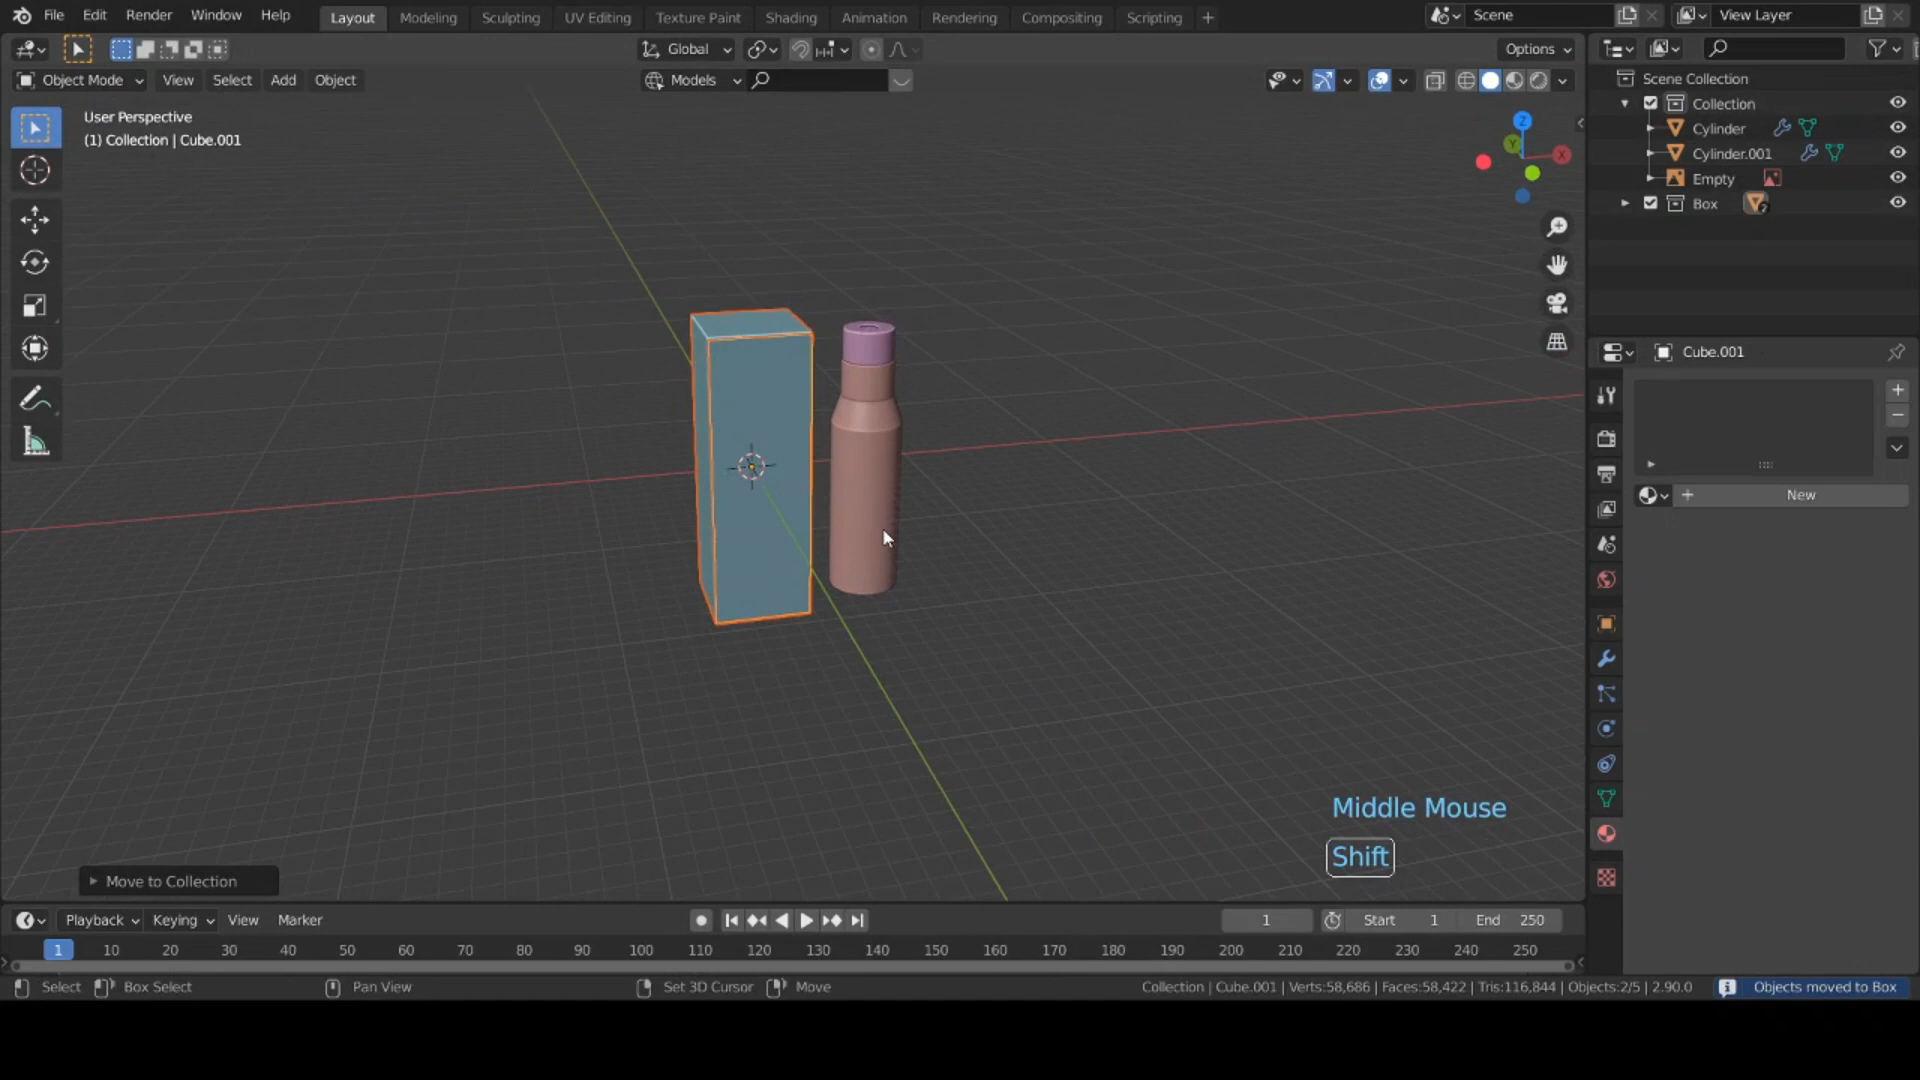 File Edit Render Window Help Layout Modeling Sculpting UV Editing Texture Paint Shading Animation Rendering Compositing Scripting + Scene View Layer
Global Options
Object Mode View Select Add Object Models
User Perspective
(1) Collection | Cube.001
Z
Y
X
Scene Collection
Collection
Cylinder
Cylinder.001
Empty
Box 2
Cube.001
+ New
Middle Mouse
Shift
Move to Collection
Playback Keying View Marker 1 Start 1 End 250
1 10 20 30 40 50 60 70 80 90 100 110 120 130 140 150 160 170 180 190 200 210 220 230 240 250
Select Box Select Pan View Set 3D Cursor Move Collection | Cube.001 | Verts:58,686 | Faces:58,422 | Tris:116,844 | Objects:2/5 | 2.90.0 Objects moved to Box